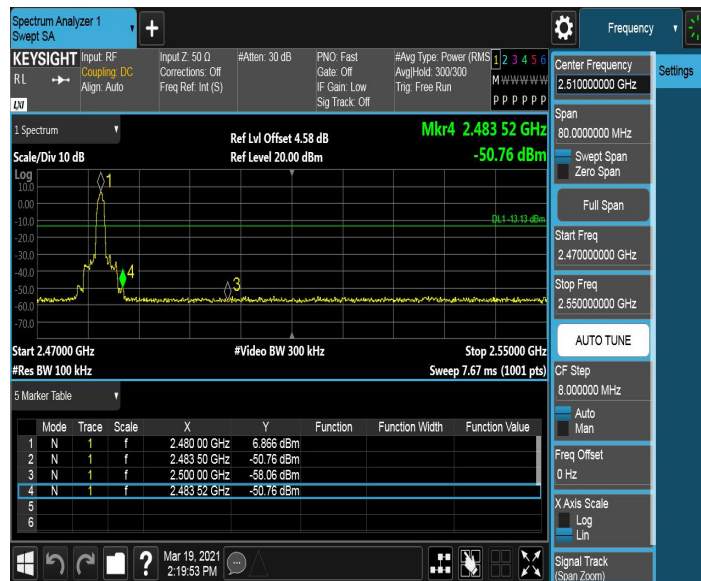 Spectrum Analyzer 1
Swept SA
+
Frequency
KEYSIGHT
RL
LXI
Input: RF
Coupling: DC
Align: Auto
Input Z: 50 Ω
Corrections: Off
Freq Ref: Int (S)
#Atten: 30 dB
PNO: Fast
Gate: Off
IF Gain: Low
Sig Track: Off
#Avg Type: Power (RMS
Avg|Hold: 300/300
Trig: Free Run
1 2 3 4 5 6
M W W W W W
P P P P P P
1 Spectrum
Scale/Div 10 dB
Ref Lvl Offset 4.58 dB
Ref Level 20.00 dBm
Mkr4 2.483 52 GHz
-50.76 dBm
Log
10.0
0.00
-10.0
-20.0
-30.0
-40.0
-50.0
-60.0
-70.0
1
4
3
DL1 -13.13 dBm
Start 2.47000 GHz
#Video BW 300 kHz
Stop 2.55000 GHz
#Res BW 100 kHz
Sweep 7.67 ms (1001 pts)
5 Marker Table
Mode Trace Scale X Y Function Function Width Function Value
1 N 1 f 2.480 00 GHz 6.866 dBm
2 N 1 f 2.483 50 GHz -50.76 dBm
3 N 1 f 2.500 00 GHz -58.06 dBm
4 N 1 f 2.483 52 GHz -50.76 dBm
5
6
?
Mar 19, 2021
2:19:53 PM
Settings
Center Frequency
2.510000000 GHz
Span
80.0000000 MHz
Swept Span
Zero Span
Full Span
Start Freq
2.470000000 GHz
Stop Freq
2.550000000 GHz
AUTO TUNE
CF Step
8.000000 MHz
Auto
Man
Freq Offset
0 Hz
X Axis Scale
Log
Lin
Signal Track
(Span Zoom)